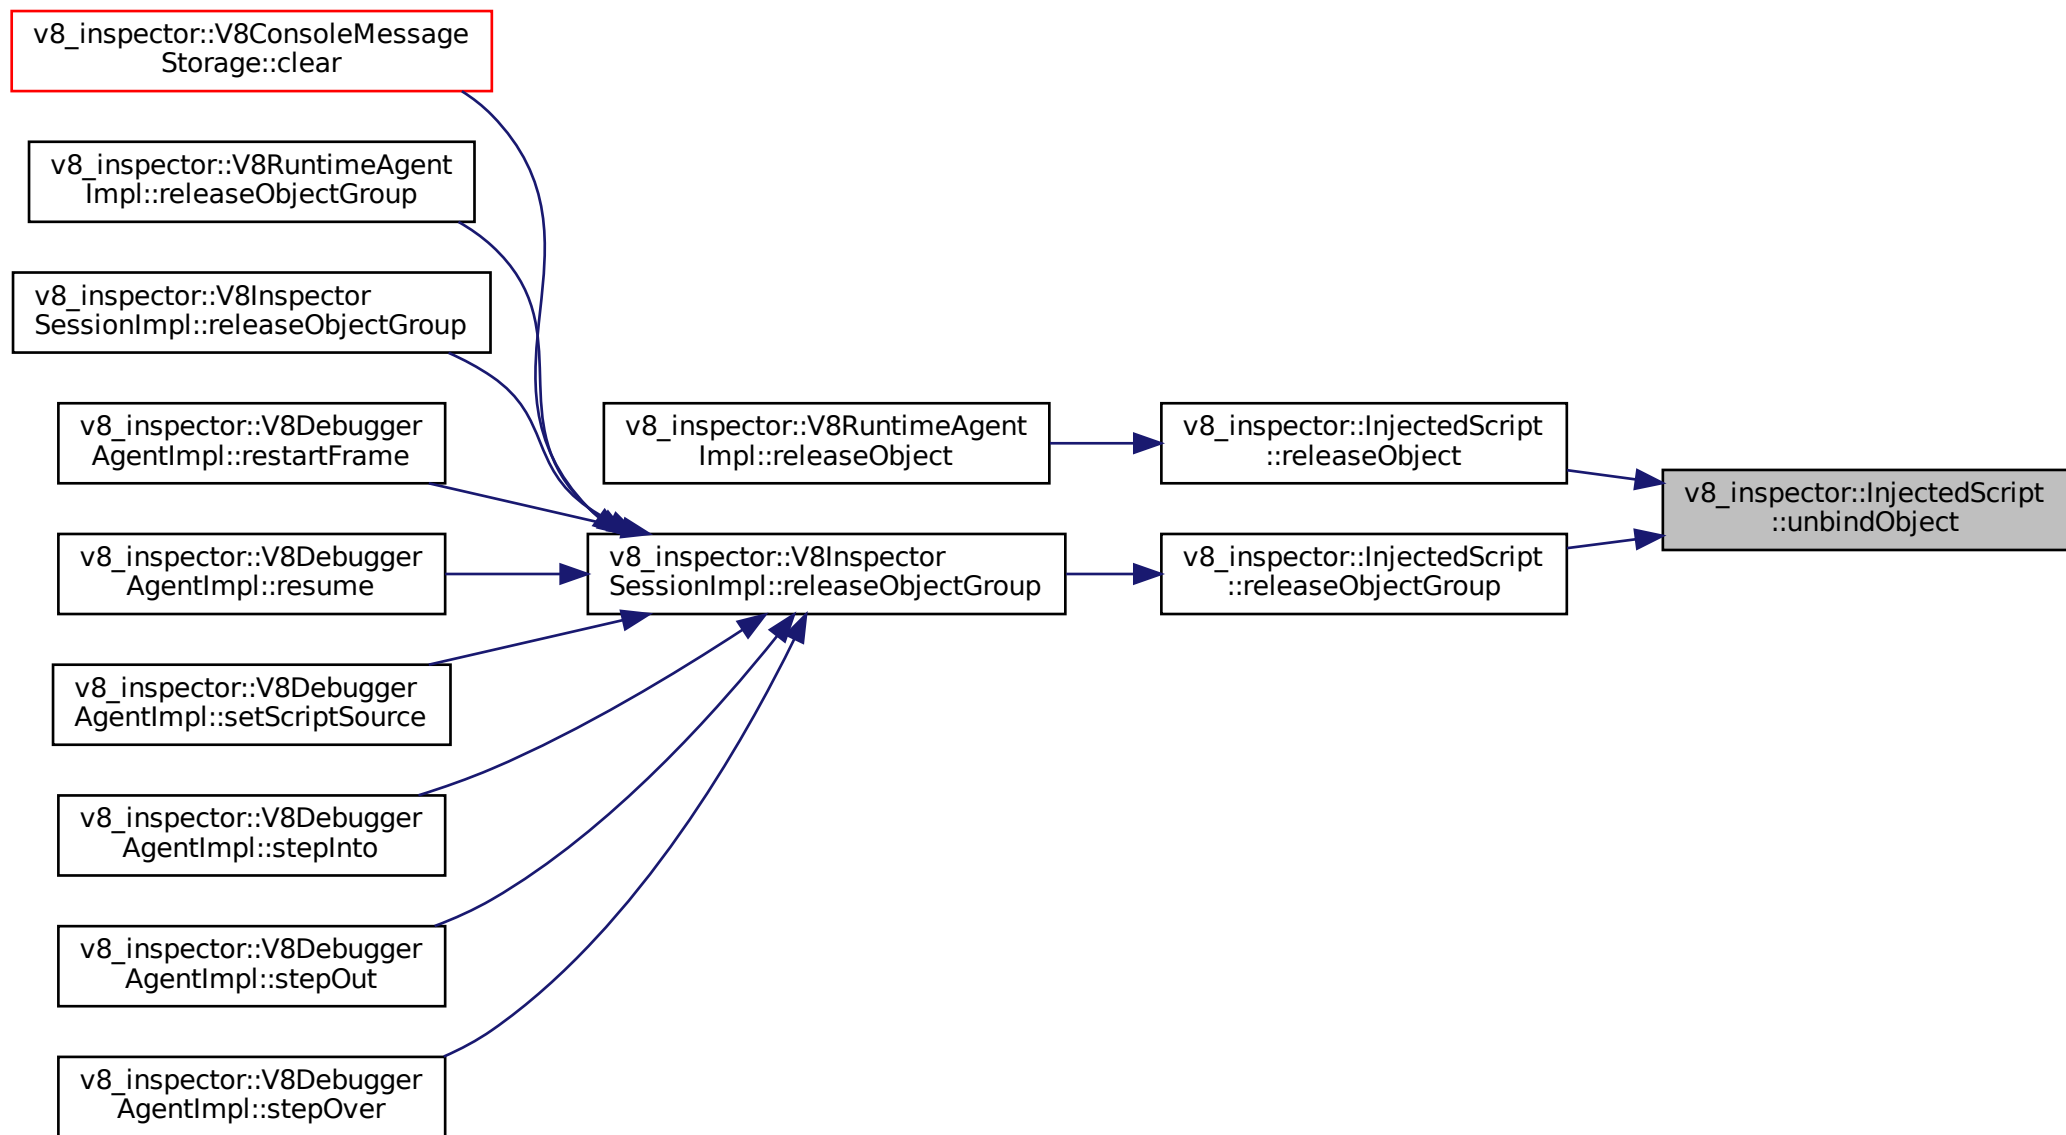 v8_inspector::V8ConsoleMessage
Storage::clear
v8_inspector::V8RuntimeAgent
Impl::releaseObjectGroup
v8_inspector::V8Inspector
SessionImpl::releaseObjectGroup
v8_inspector::V8Debugger
AgentImpl::restartFrame
v8_inspector::V8Debugger
AgentImpl::resume
v8_inspector::V8Debugger
AgentImpl::setScriptSource
v8_inspector::V8Debugger
AgentImpl::stepInto
v8_inspector::V8Debugger
AgentImpl::stepOut
v8_inspector::V8Debugger
AgentImpl::stepOver
v8_inspector::V8RuntimeAgent
Impl::releaseObject
v8_inspector::V8Inspector
SessionImpl::releaseObjectGroup
v8_inspector::InjectedScript
::releaseObject
v8_inspector::InjectedScript
::releaseObjectGroup
v8_inspector::InjectedScript
::unbindObject